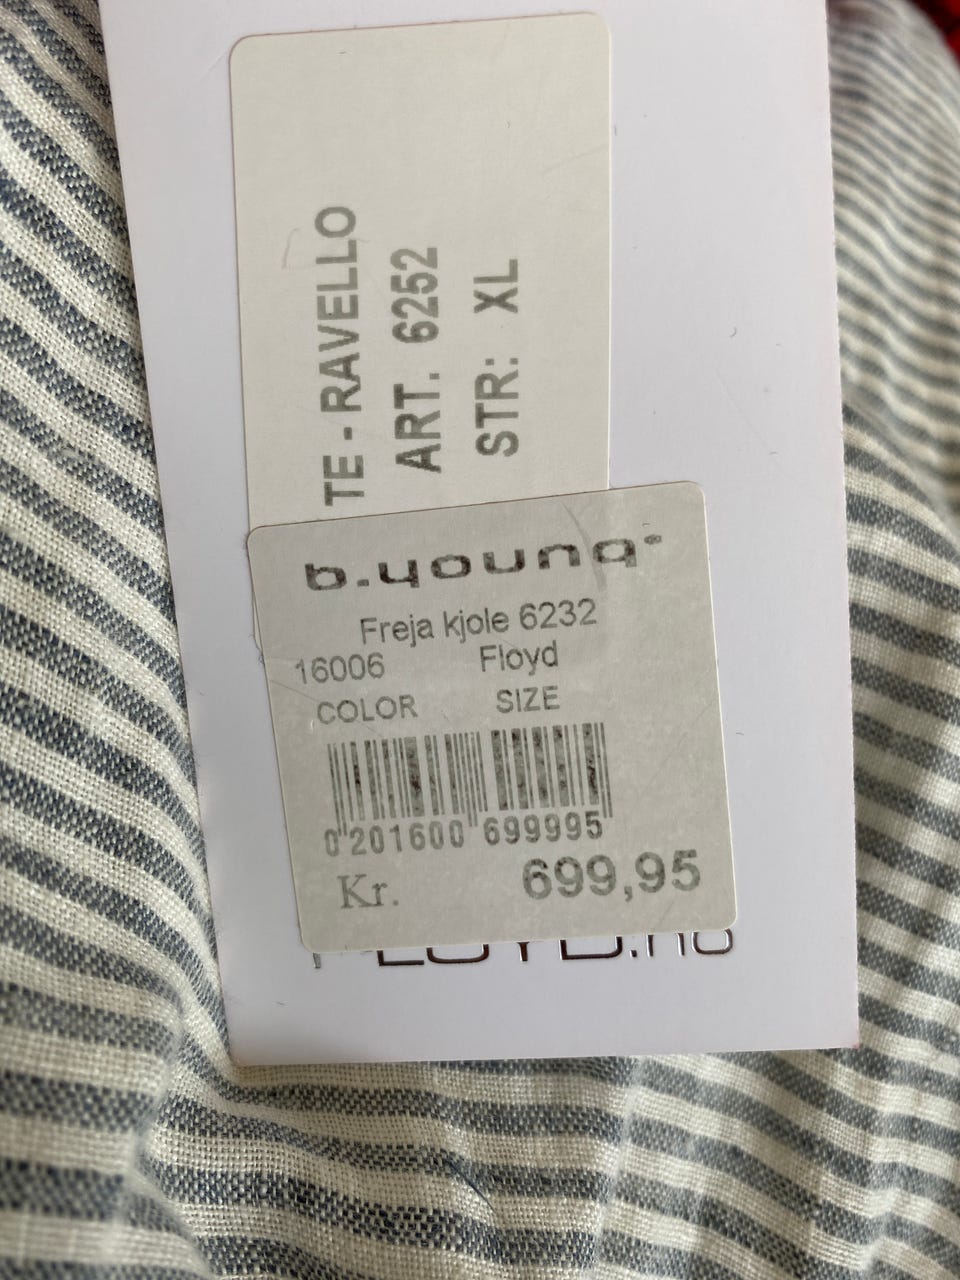 TE - RAVELLO
ART. 6252
STR: XL
b.young
Freja kjole 6232
16006 Floyd
COLOR SIZE
0 201600 699995
Kr. 699,95